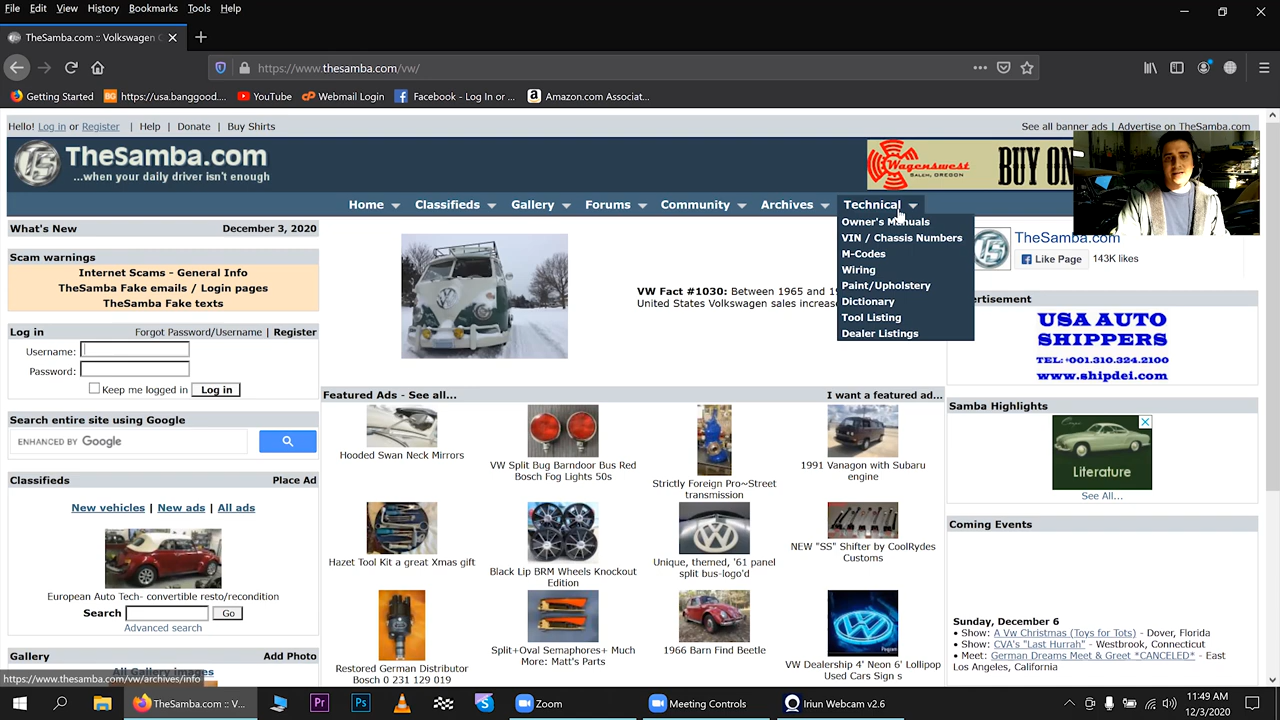 File Edit View History Bookmarks Tools Help
TheSamba.com :: Volkswagen C
https://www.thesamba.com/vw/
Getting Started https://usa.banggood.... YouTube Webmail Login Facebook - Log In or ... Amazon.com Associat...
Hello! Log in or Register | Help | Donate | Buy Shirts
See all banner ads | Advertise on TheSamba.com
TheSamba.com
...when your daily driver isn't enough
Wagenswest
SALEM, OREGON
BUY ON
Home Classifieds Gallery Forums Community Archives Technical
Owner's Manuals
VIN / Chassis Numbers
M-Codes
Wiring
Paint/Upholstery
Dictionary
Tool Listing
Dealer Listings
What's New December 3, 2020
Scam warnings
Internet Scams - General Info
TheSamba Fake emails / Login pages
TheSamba Fake texts
Log in Forgot Password/Username | Register
Username:
Password:
Keep me logged in Log in
Search entire site using Google
ENHANCED BY Google
Classifieds Place Ad
New vehicles | New ads | All ads
European Auto Tech- convertible resto/recondition
Search Go
Advanced search
Gallery Add Photo
All Gallery images
https://www.thesamba.com/vw/archives/info
VW Fact #1030: Between 1965 and 19
United States Volkswagen sales increase
Featured Ads - See all... I want a featured ad...
Hooded Swan Neck Mirrors
VW Split Bug Barndoor Bus Red
Bosch Fog Lights 50s
Strictly Foreign Pro~Street
transmission
1991 Vanagon with Subaru
engine
Hazet Tool Kit a great Xmas gift
Black Lip BRM Wheels Knockout
Edition
Unique, themed, '61 panel
split bus-logo'd
NEW "SS" Shifter by CoolRydes
Customs
Restored German Distributor
Bosch 0 231 129 019
Split+Oval Semaphores+ Much
More: Matt's Parts
1966 Barn Find Beetle
VW Dealership 4' Neon 6' Lollipop
Used Cars Sign s
TheSamba.com
Like Page 143K likes
ertisement
USA AUTO
SHIPPERS
TEL:+001.310.324.2100
www.shipdei.com
Samba Highlights
Literature
See All...
Coming Events
Sunday, December 6
• Show: A Vw Christmas (Toys for Tots) - Dover, Florida
• Show: CVA's "Last Hurrah" - Westbrook, Connecticut
• Meet: German Dreams Meet & Greet *CANCELED* - East
Los Angeles, California
TheSamba.com :: V... Zoom Meeting Controls Iriun Webcam v2.6
11:49 AM
12/3/2020